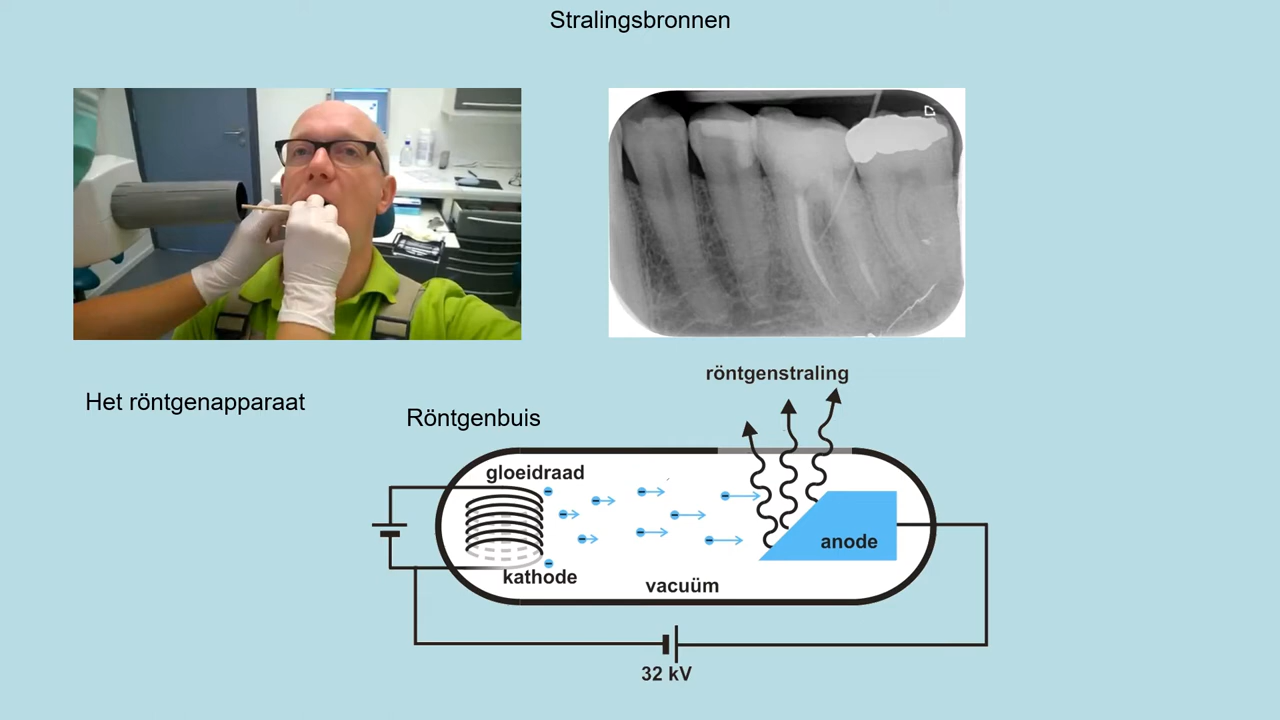 Stralingsbronnen
D
Het röntgenapparaat
Röntgenbuis
röntgenstraling
gloeidraad
kathode
vacuüm
anode
32 kV